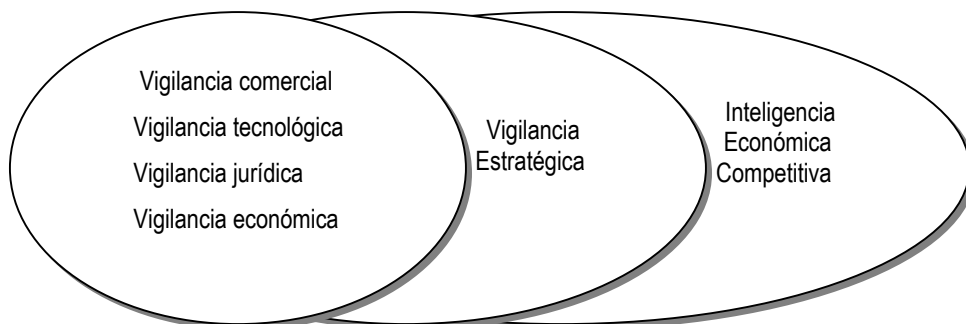 Vigilancia comercial
Vigilancia tecnológica
Vigilancia jurídica
Vigilancia económica
Vigilancia
Estratégica
Inteligencia
Económica
Competitiva